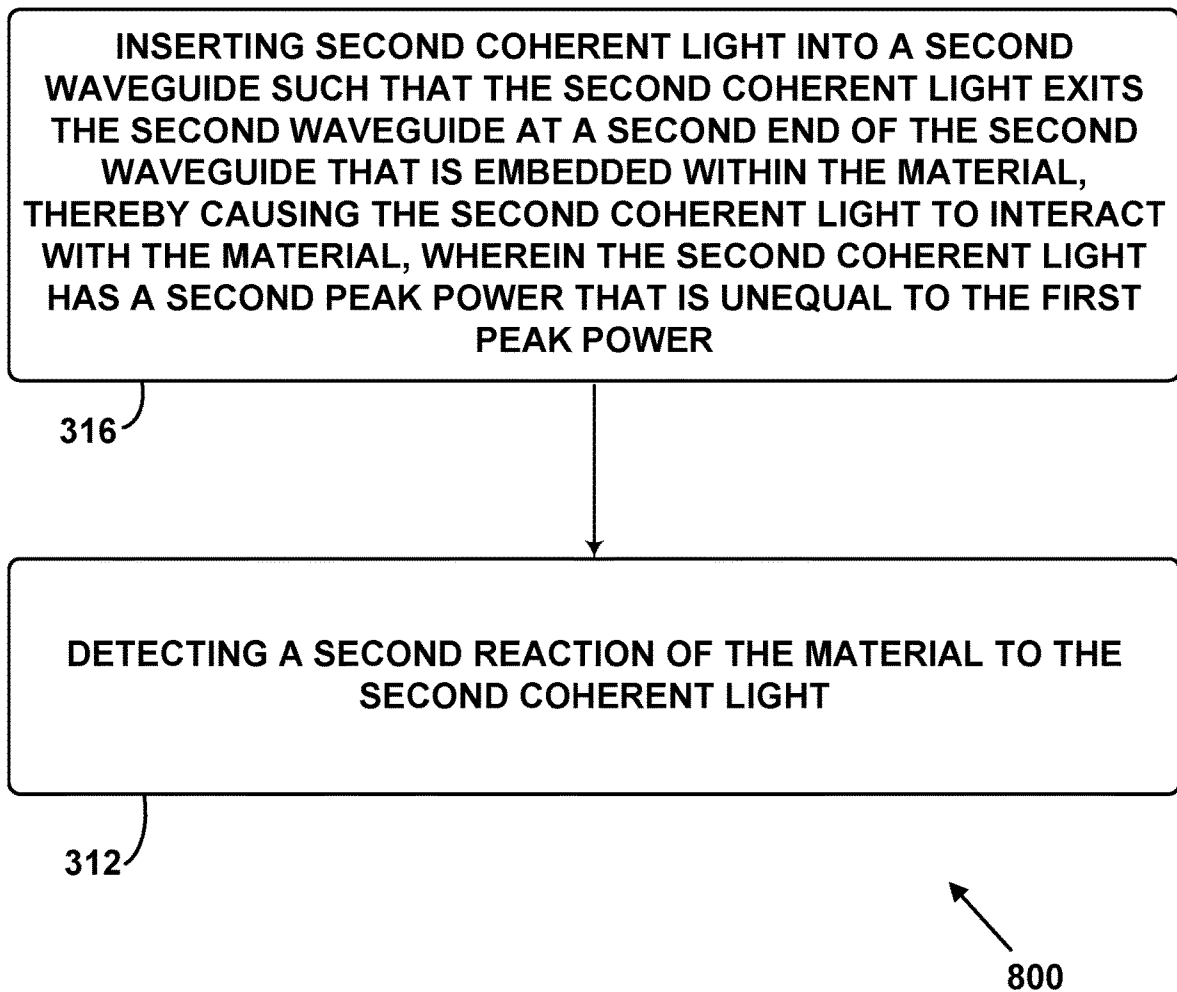 INSERTING SECOND COHERENT LIGHT INTO A SECOND
WAVEGUIDE SUCH THAT THE SECOND COHERENT LIGHT EXITS
THE SECOND WAVEGUIDE AT A SECOND END OF THE SECOND
WAVEGUIDE THAT IS EMBEDDED WITHIN THE MATERIAL,
THEREBY CAUSING THE SECOND COHERENT LIGHT TO INTERACT
WITH THE MATERIAL, WHEREIN THE SECOND COHERENT LIGHT
HAS A SECOND PEAK POWER THAT IS UNEQUAL TO THE FIRST
PEAK POWER
316
DETECTING A SECOND REACTION OF THE MATERIAL TO THE
SECOND COHERENT LIGHT
312
800